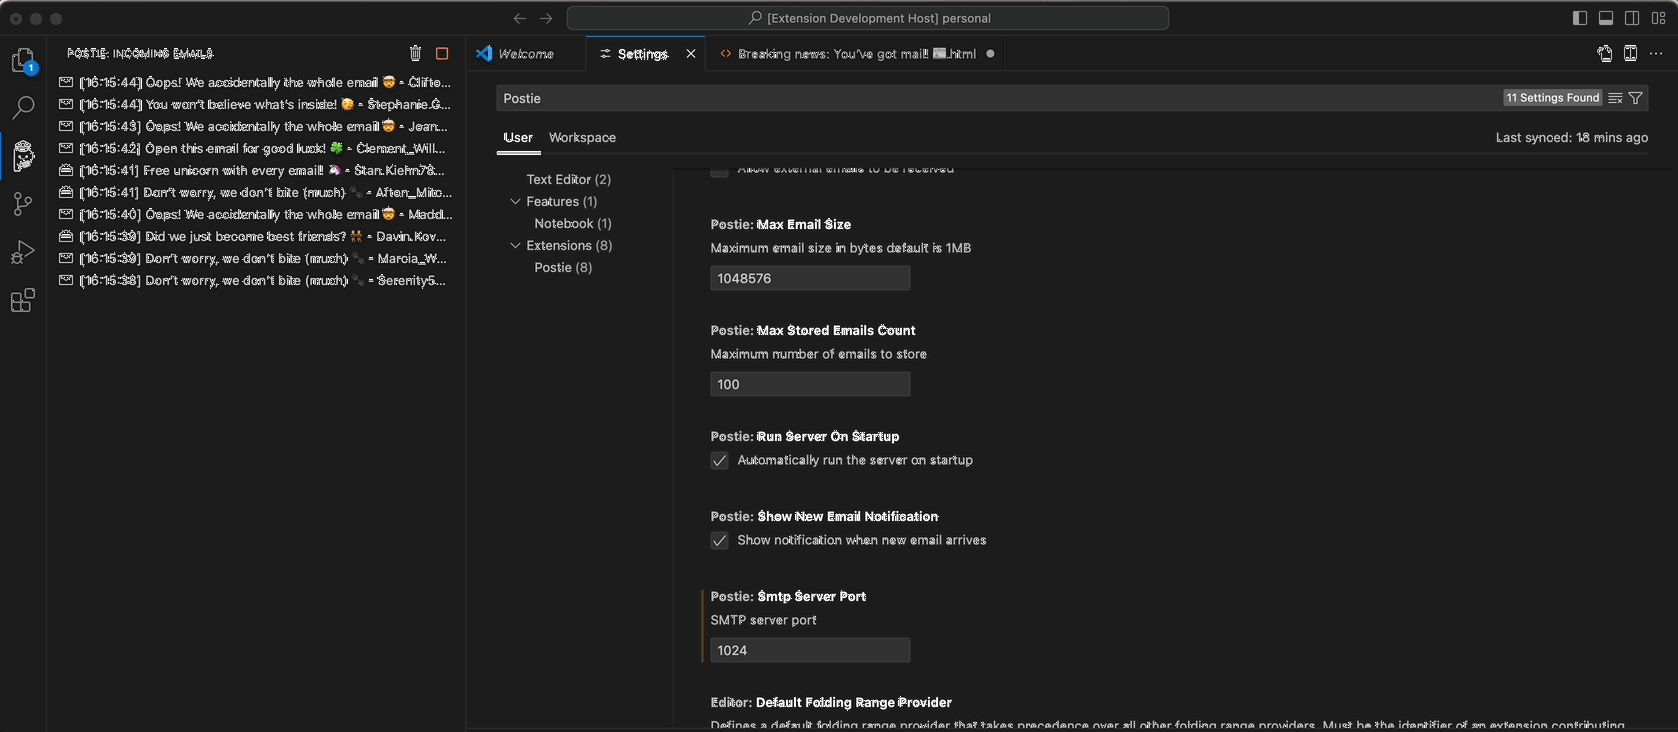 [Extension Development Host] personal
POSTIE: INCOMING EMAILS
Welcome
Settings
Breaking news: You've got mail! 📰.html
1
[16:15:44] Oops! We accidentally the whole email 🤯 - Clifto...
[16:15:44] You won't believe what's inside! 🥳 - Stephanie.G...
[16:15:43] Oops! We accidentally the whole email 🤯 - Jean...
[16:15:42] Open this email for good luck! 🍀 - Clement_Will...
[16:15:41] Free unicorn with every email! 🦄 - Stan.Kiehn78...
[16:15:41] Don't worry, we don't bite (much) 🐾 - Afton_Mitc...
[16:15:40] Oops! We accidentally the whole email 🤯 - Madd...
[16:15:39] Did we just become best friends? 👯 - Davin.Kov...
[16:15:39] Don't worry, we don't bite (much) 🐾 - Marcia_W...
[16:15:38] Don't worry, we don't bite (much) 🐾 - Serenity5...
Postie
11 Settings Found
User
Workspace
Last synced: 18 mins ago
Text Editor (2)
Features (1)
Notebook (1)
Extensions (8)
Postie (8)
Allow external emails to be received
Postie: Max Email Size
Maximum email size in bytes default is 1MB
1048576
Postie: Max Stored Emails Count
Maximum number of emails to store
100
Postie: Run Server On Startup
Automatically run the server on startup
Postie: Show New Email Notification
Show notification when new email arrives
Postie: Smtp Server Port
SMTP server port
1024
Editor: Default Folding Range Provider
Defines a default folding range provider that takes precedence over all other folding range providers. Must be the identifier of an extension contributing